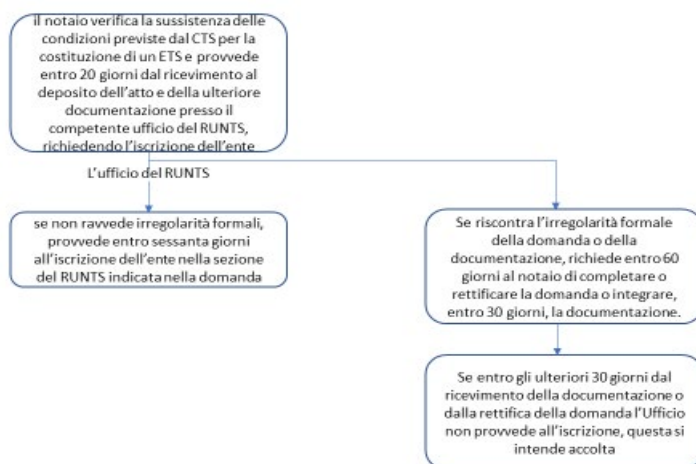 il notaio verifica la sussistenza delle
condizioni previste dal CTS per la
costituzione di un ETS e provvede
entro 20 giorni dal ricevimento al
deposito dell'atto e della ulteriore
documentazione presso il
competente ufficio del RUNTS,
richiedendo l'iscrizione dell'ente
L'ufficio del RUNTS
se non ravvede irregolarità formali,
provvede entro sessanta giorni
all'iscrizione dell'ente nella sezione
del RUNTS indicata nella domanda
Se riscontra l'irregolarità formale
della domanda o della
documentazione, richiede entro 60
giorni al notaio di completare o
rettificare la domanda o integrare,
entro 30 giorni, la documentazione.
Se entro gli ulteriori 30 giorni dal
ricevimento della documentazione o
dalla rettifica della domanda l'Ufficio
non provvede all'iscrizione, questa si
intende accolta